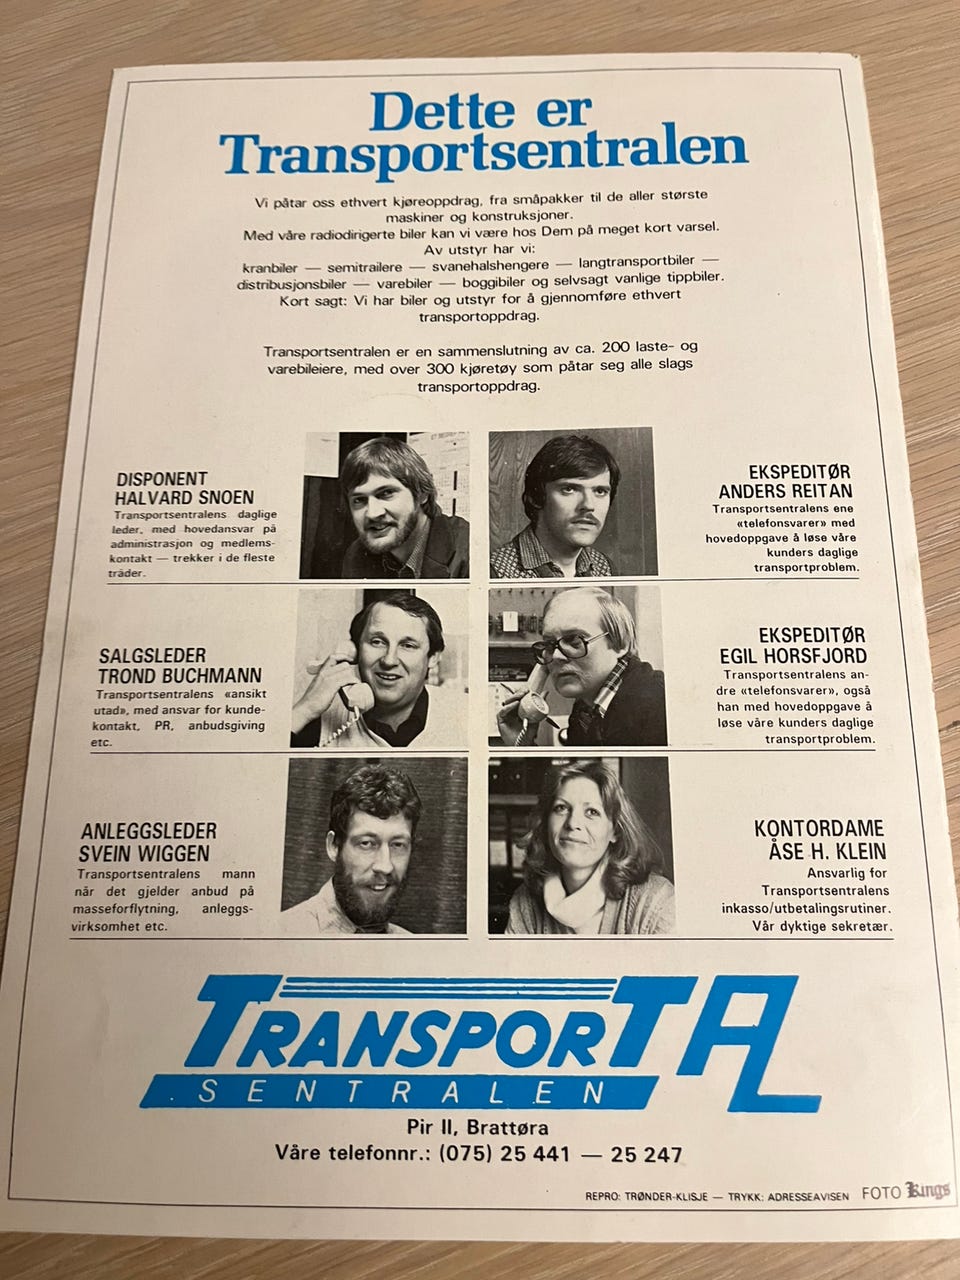 Dette er
Transportsentralen
Vi påtar oss ethvert kjøreoppdrag, fra småpakker til de aller største
maskiner og konstruksjoner.
Med våre radiodirigerte biler kan vi være hos Dem på meget kort varsel.
Av utstyr har vi:
kranbiler — semitrailere — svanehalshengere — langtransportbiler —
distribusjonsbiler — varebiler — boggibiler og selvsagt vanlige tippbiler.
Kort sagt: Vi har biler og utstyr for å gjennomføre ethvert
transportoppdrag.
Transportsentralen er en sammenslutning av ca. 200 laste- og
varebileiere, med over 300 kjøretøy som påtar seg alle slags
transportoppdrag.
DISPONENT
HALVARD SNOEN
Transportsentralens daglige
leder, med hovedansvar på
administrasjon og medlems-
kontakt — trekker i de fleste
träder.
EKSPEDITØR
ANDERS REITAN
Transportsentralens ene
«telefonsvarer» med
hovedoppgave å løse våre
kunders daglige
transportproblem.
SALGSLEDER
TROND BUCHMANN
Transportsentralens «ansikt
utad», med ansvar for kunde-
kontakt, PR, anbudsgiving
etc.
EKSPEDITØR
EGIL HORSFJORD
Transportsentralens an-
dre «telefonsvarer», også
han med hovedoppgave å
løse våre kunders daglige
transportproblem.
ANLEGGSLEDER
SVEIN WIGGEN
Transportsentralens mann
når det gjelder anbud på
masseforflytning, anleggs-
virksomhet etc.
KONTORDAME
ÅSE H. KLEIN
Ansvarlig for
Transportsentralens
inkasso/utbetalingsrutiner.
Vår dyktige sekretær.
TRANSPORTAL
SENTRALEN
Pir II, Brattøra
Våre telefonnr.: (075) 25 441 — 25 247
REPRO: TRØNDER-KLISJE — TRYKK: ADRESSEAVISEN FOTO Kings